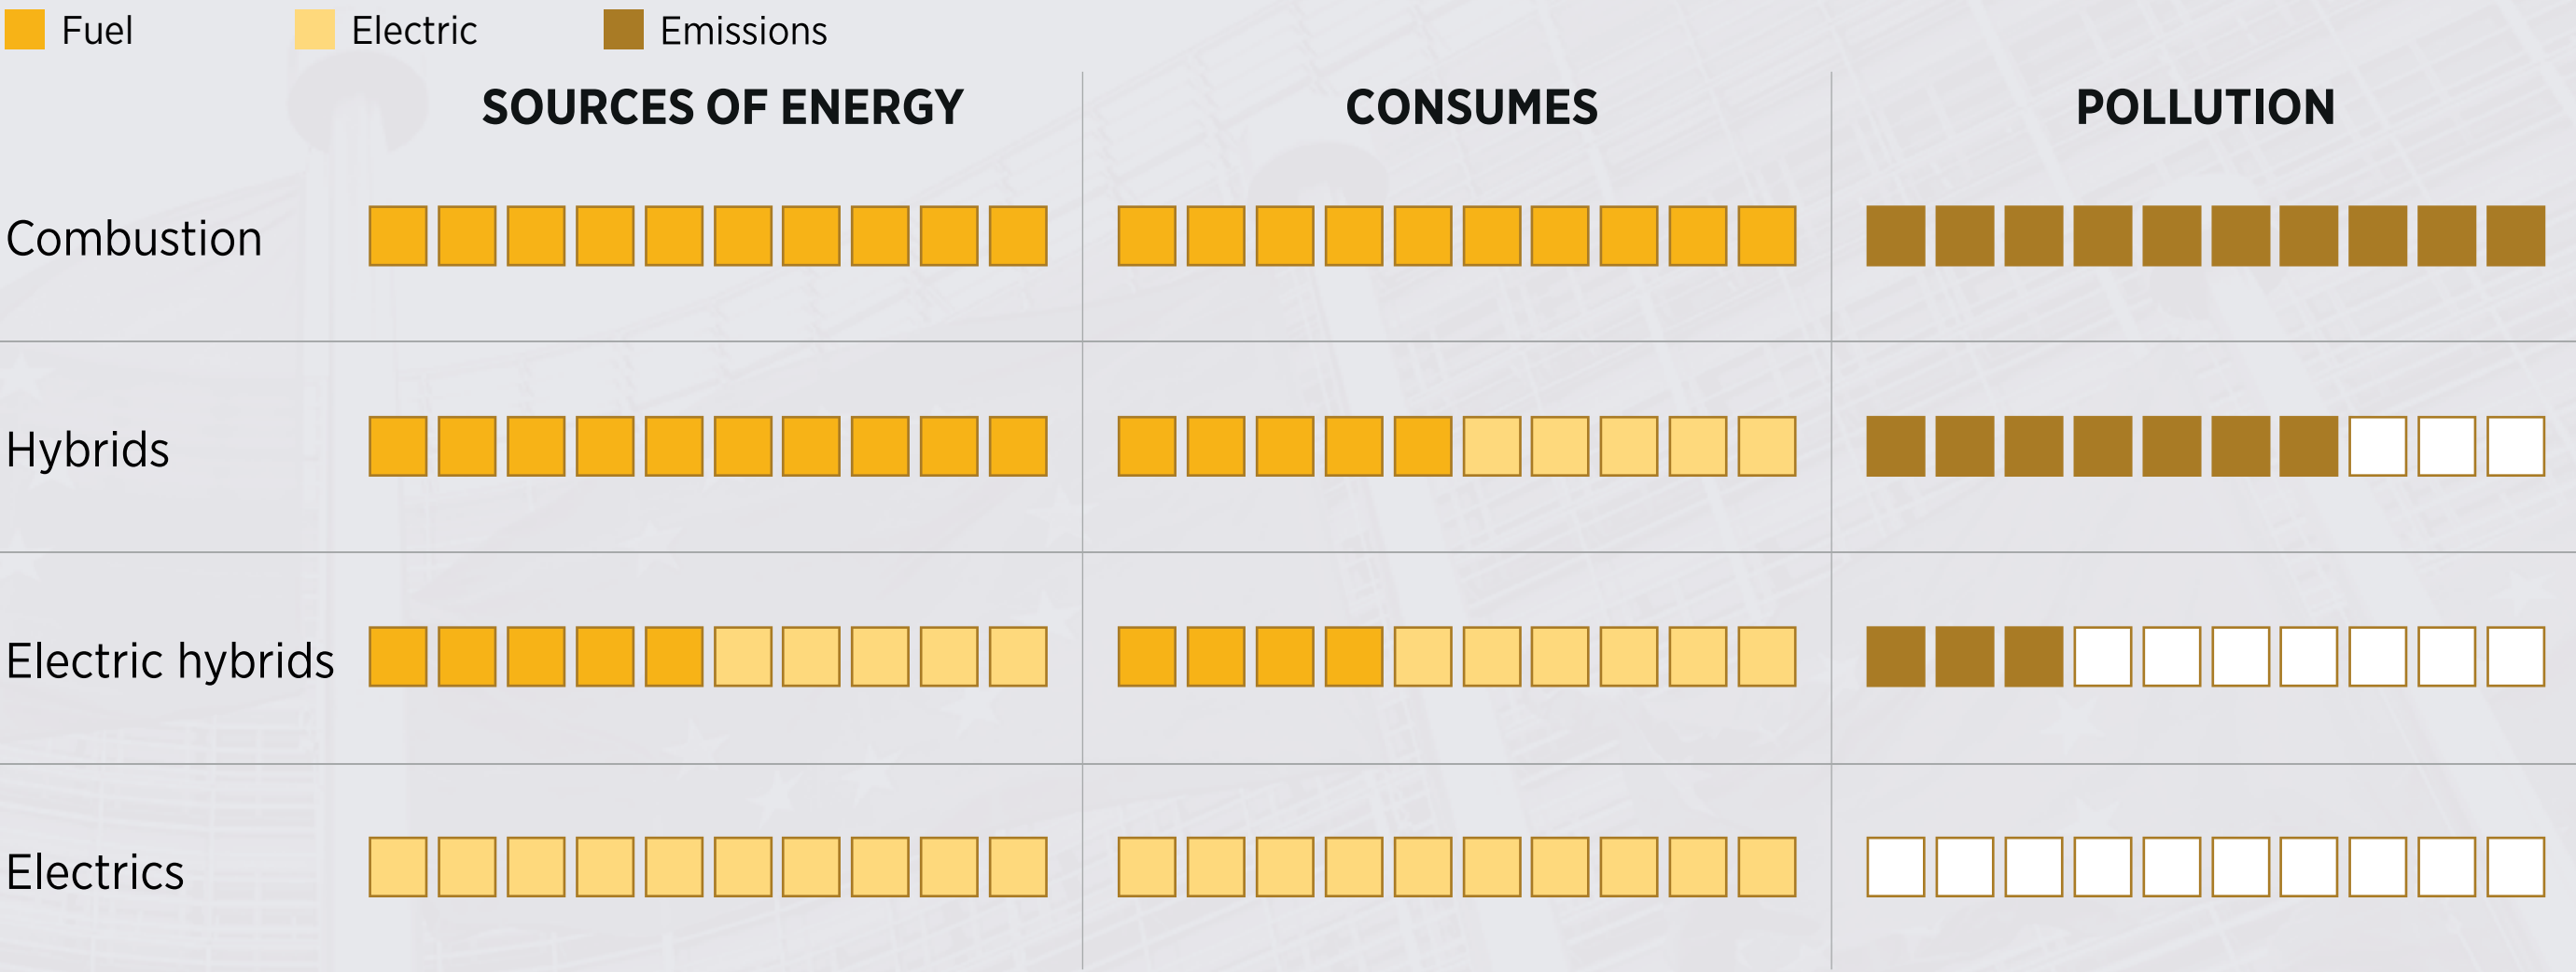 Fuel Electric Emissions
SOURCES OF ENERGY CONSUMES POLLUTION
Combustion
Hybrids
Electric hybrids
Electrics